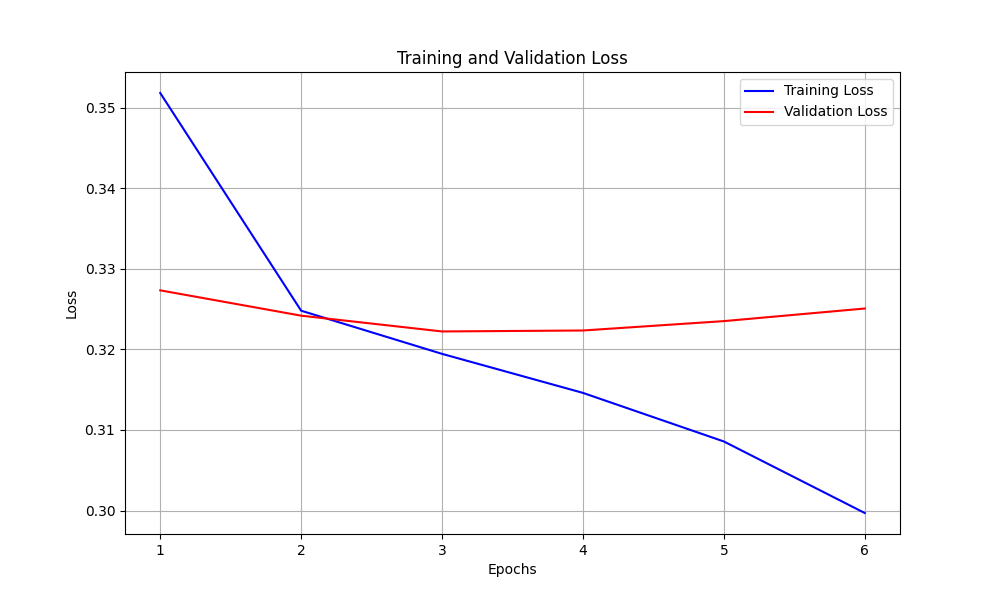 Training and Validation Loss
Training Loss
Validation Loss
0.35
0.34
0.33
0.32
0.31
0.30
Loss
1 2 3 4 5 6
Epochs